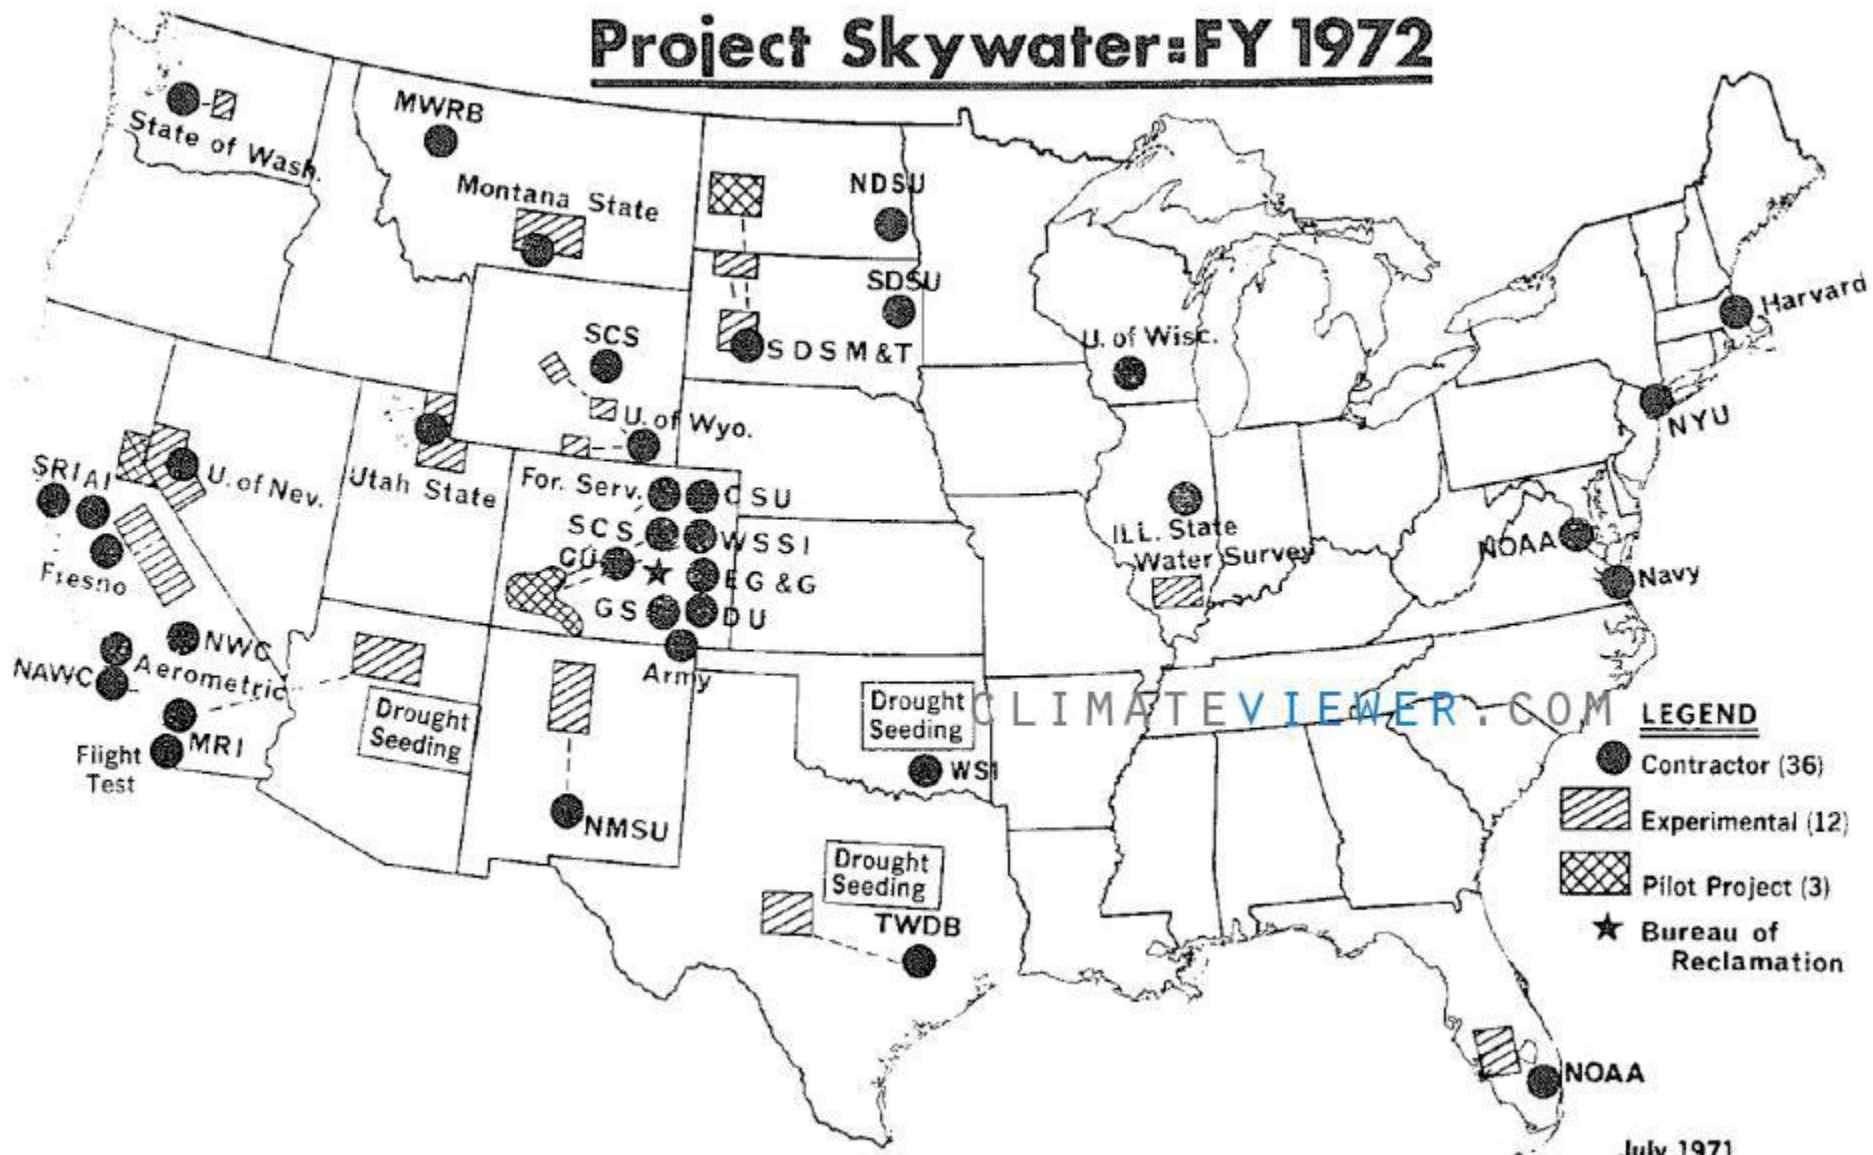 Project Skywater:FY 1972
State of Wash.
MWRB
Montana State
NDSU
SDSU
SDSM&T
SCS
U. of Wyo.
U. of Wisc.
Harvard
NYU
SRI
AI
U. of Nev.
Utah State
For. Serv.
CSU
SCS
WSSI
CU
EG&G
GS
DU
Army
ILL. State
Water Survey
NOAA
Navy
Fresno
NWC
NAWC
Aerometric
MRI
Flight
Test
Drought
Seeding
NMSU
Drought
Seeding
WSI
Drought
Seeding
TWDB
CLIMATEVIEWER.COM
LEGEND
Contractor (36)
Experimental (12)
Pilot Project (3)
Bureau of
Reclamation
NOAA
July 1971